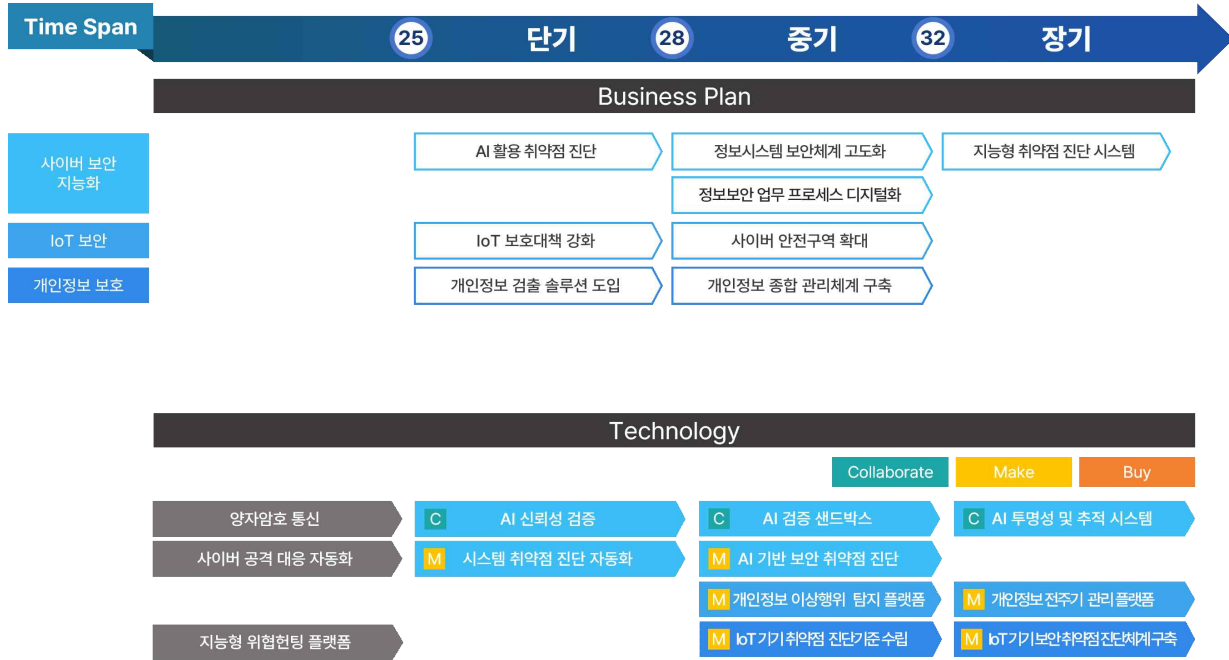 Time Span
25
단기
28
중기
32
장기
Business Plan
사이버 보안
지능화
AI 활용 취약점 진단
정보시스템 보안체계 고도화
지능형 취약점 진단 시스템
정보보안 업무 프로세스 디지털화
IoT 보안
IoT 보호대책 강화
사이버 안전구역 확대
개인정보 보호
개인정보 검출 솔루션 도입
개인정보 종합 관리체계 구축
Technology
Collaborate
Make
Buy
양자암호 통신
C AI 신뢰성 검증
C AI 검증 샌드박스
C AI 투명성 및 추적 시스템
사이버 공격 대응 자동화
M 시스템 취약점 진단 자동화
M AI 기반 보안 취약점 진단
M 개인정보 이상행위 탐지 플랫폼
M 개인정보 전주기 관리 플랫폼
지능형 위협헌팅 플랫폼
M IoT 기기 취약점 진단기준 수립
M IoT 기기 보안 취약점 진단체계 구축